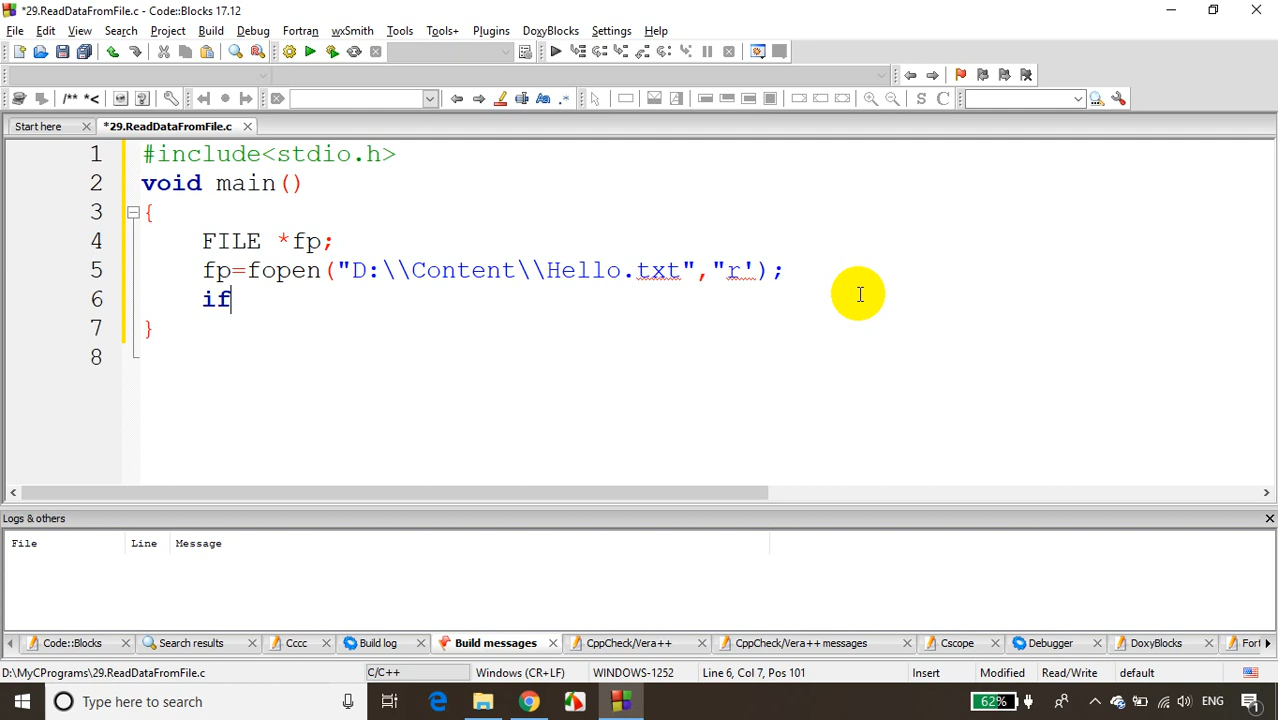 *29.ReadDataFromFile.c - Code::Blocks 17.12
File Edit View Search Project Build Debug Fortran wxSmith Tools Tools+ Plugins DoxyBlocks Settings Help
/** *<
S C
Start here *29.ReadDataFromFile.c
1 #include<stdio.h>
2 void main()
3 {
4 FILE *fp;
5 fp=fopen("D:\\Content\\Hello.txt","r');
6 if
7 }
8
Logs & others
File Line Message
Code::Blocks Search results Cccc Build log Build messages CppCheck/Vera++ CppCheck/Vera++ messages Cscope Debugger DoxyBlocks Fort
D:\MyCPrograms\29.ReadDataFromFile.c C/C++ Windows (CR+LF) WINDOWS-1252 Line 6, Col 7, Pos 101 Insert Modified Read/Write default
Type here to search 62% ENG 1